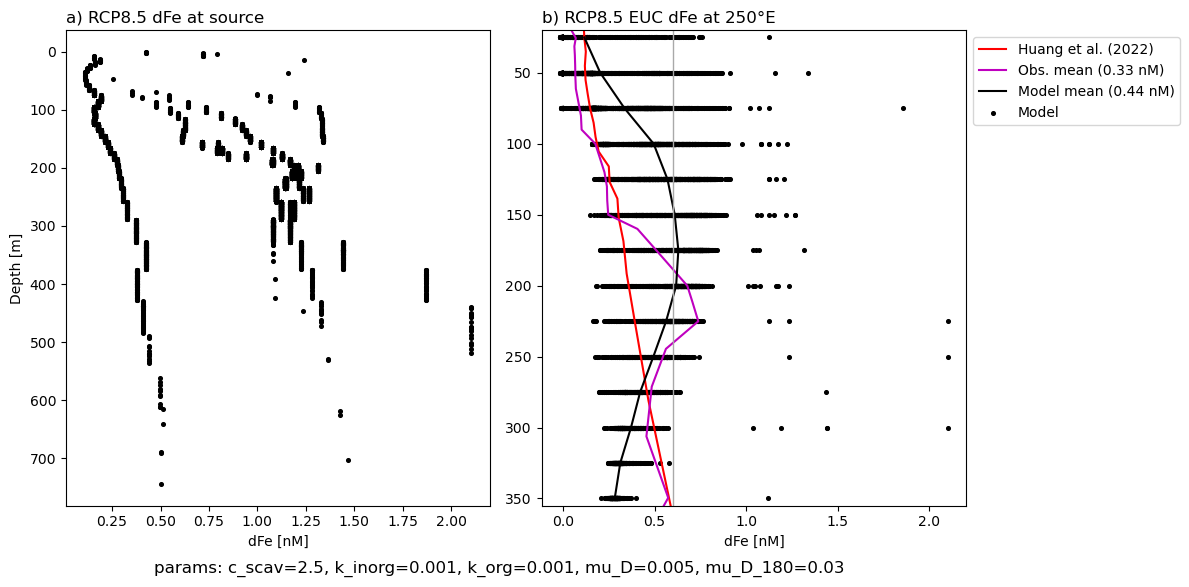 a) RCP8.5 dFe at source
0
100
200
300
400
500
600
700
Depth [m]
0.25 0.50 0.75 1.00 1.25 1.50 1.75 2.00
dFe [nM]
b) RCP8.5 EUC dFe at 250°E
50
100
150
200
250
300
350
0.0 0.5 1.0 1.5 2.0
dFe [nM]
Huang et al. (2022)
Obs. mean (0.33 nM)
Model mean (0.44 nM)
Model
params: c_scav=2.5, k_inorg=0.001, k_org=0.001, mu_D=0.005, mu_D_180=0.03